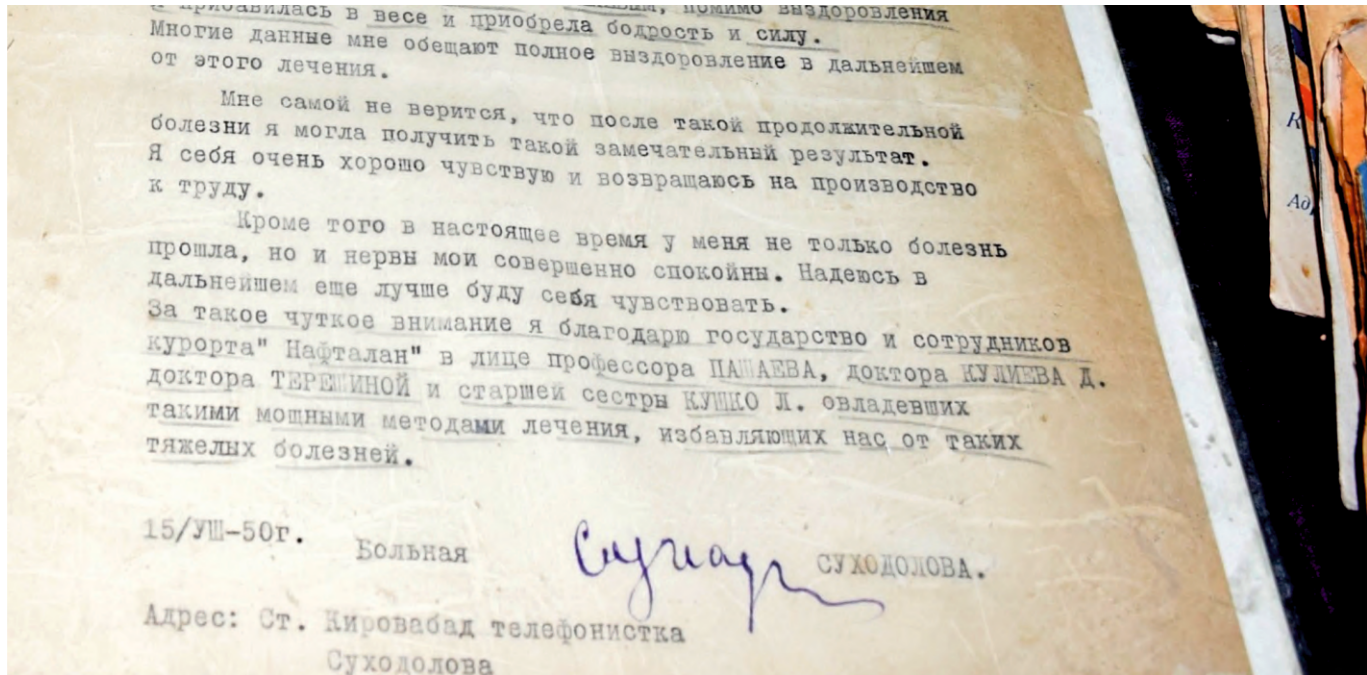 прибавилась в весе и приобрела бодрость и силу. помимо выздоровления
Многие данные мне обещают полное выздоровление в дальнейшем
от этого лечения.
Мне самой не верится, что после такой продолжительной
болезни я могла получить такой замечательный результат.
Я себя очень хорошо чувствую и возвращаюсь на производство
к труду.
Кроме того в настоящее время у меня не только болезнь
прошла, но и нервы мои совершенно спокойны. Надеюсь в
дальнейшем еще лучше буду себя чувствовать.
За такое чуткое внимание я благодарю государство и сотрудников
курорта" Нафталан" в лице профессора ПАШАЕВА, доктора КУЛИЕВА Д.
доктора ТЕРЕШИНОЙ и старшей сестры КУШКО Л. овладевших
такими мощными методами лечения, избавляющих нас от таких
тяжелых болезней.
15/УШ-50г. Больная СУХОДОЛОВА.
Адрес: Ст. Кировабад телефонистка
Суходолова